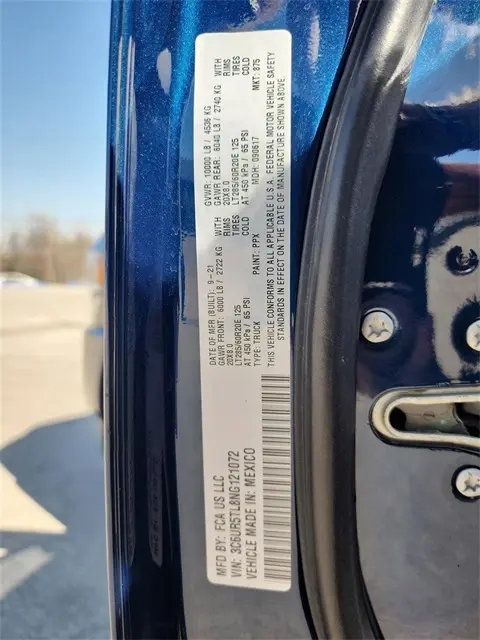 MFD BY: FCA US LLC
VIN: 3C6UR5TL8NG121072
VEHICLE MADE IN: MEXICO
DATE OF MFR (BUILT): 9-21
GVWR: 10000 LB / 4536 KG
GAWR FRONT: 6000 LB / 2722 KG WITH
GAWR REAR: 6040 LB / 2740 KG WITH
20X8.0 RIMS
20X8.0 RIMS
LT285/60R20E 125 TIRES
LT285/60R20E 125 TIRES
AT 450 kPa / 65 PSI COLD
AT 450 kPa / 65 PSI COLD
TYPE: TRUCK PAINT: PPX MDH: 090617 MKT: 875
THIS VEHICLE CONFORMS TO ALL APPLICABLE U.S.A. FEDERAL MOTOR VEHICLE SAFETY
STANDARDS IN EFFECT ON THE DATE OF MANUFACTURE SHOWN ABOVE.